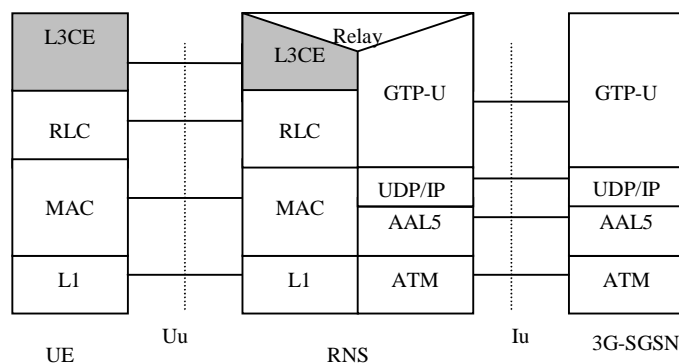 L3CE
RLC
MAC
L1
UE
Uu
Relay
L3CE
RLC
MAC
L1
GTP-U
UDP/IP
AAL5
ATM
RNS
Iu
GTP-U
UDP/IP
AAL5
ATM
3G-SGSN